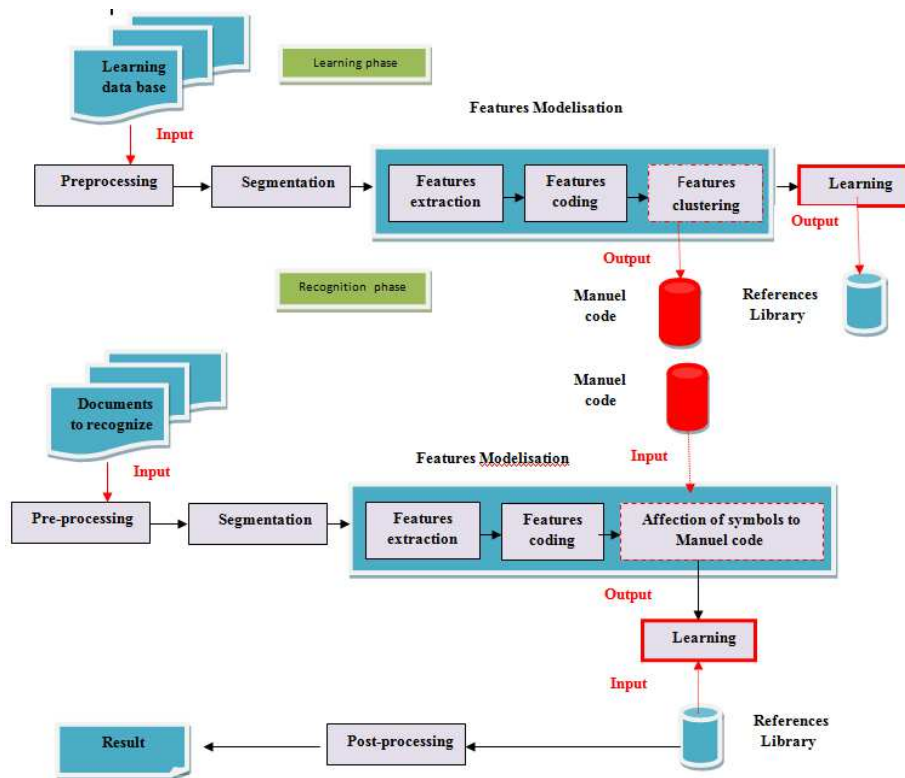 Learning
data base
Learning phase
Features Modelisation
Input
Preprocessing
Segmentation
Features
extraction
Features
coding
Features
clustering
Learning
Output
Output
Recognition phase
Manuel
code
References
Library
Manuel
code
Documents
to recognize
Input
Features Modelisation
Input
Pre-processing
Segmentation
Features
extraction
Features
coding
Affection of symbols to
Manuel code
Output
Learning
Input
References
Library
Result
Post-processing